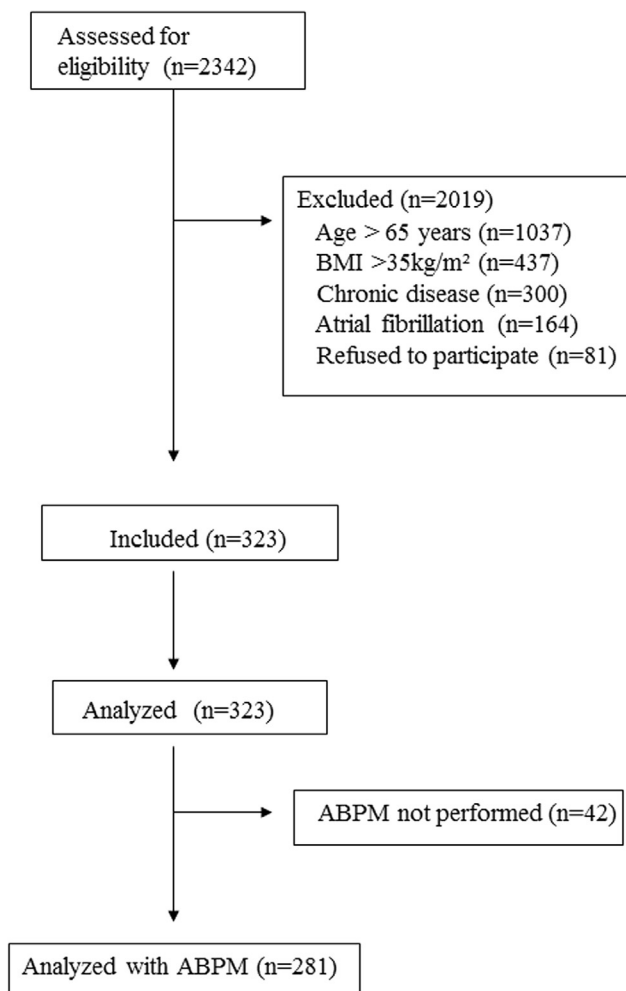 Assessed for
eligibility (n=2342)
Excluded (n=2019)
Age > 65 years (n=1037)
BMI >35kg/m² (n=437)
Chronic disease (n=300)
Atrial fibrillation (n=164)
Refused to participate (n=81)
Included (n=323)
Analyzed (n=323)
ABPM not performed (n=42)
Analyzed with ABPM (n=281)